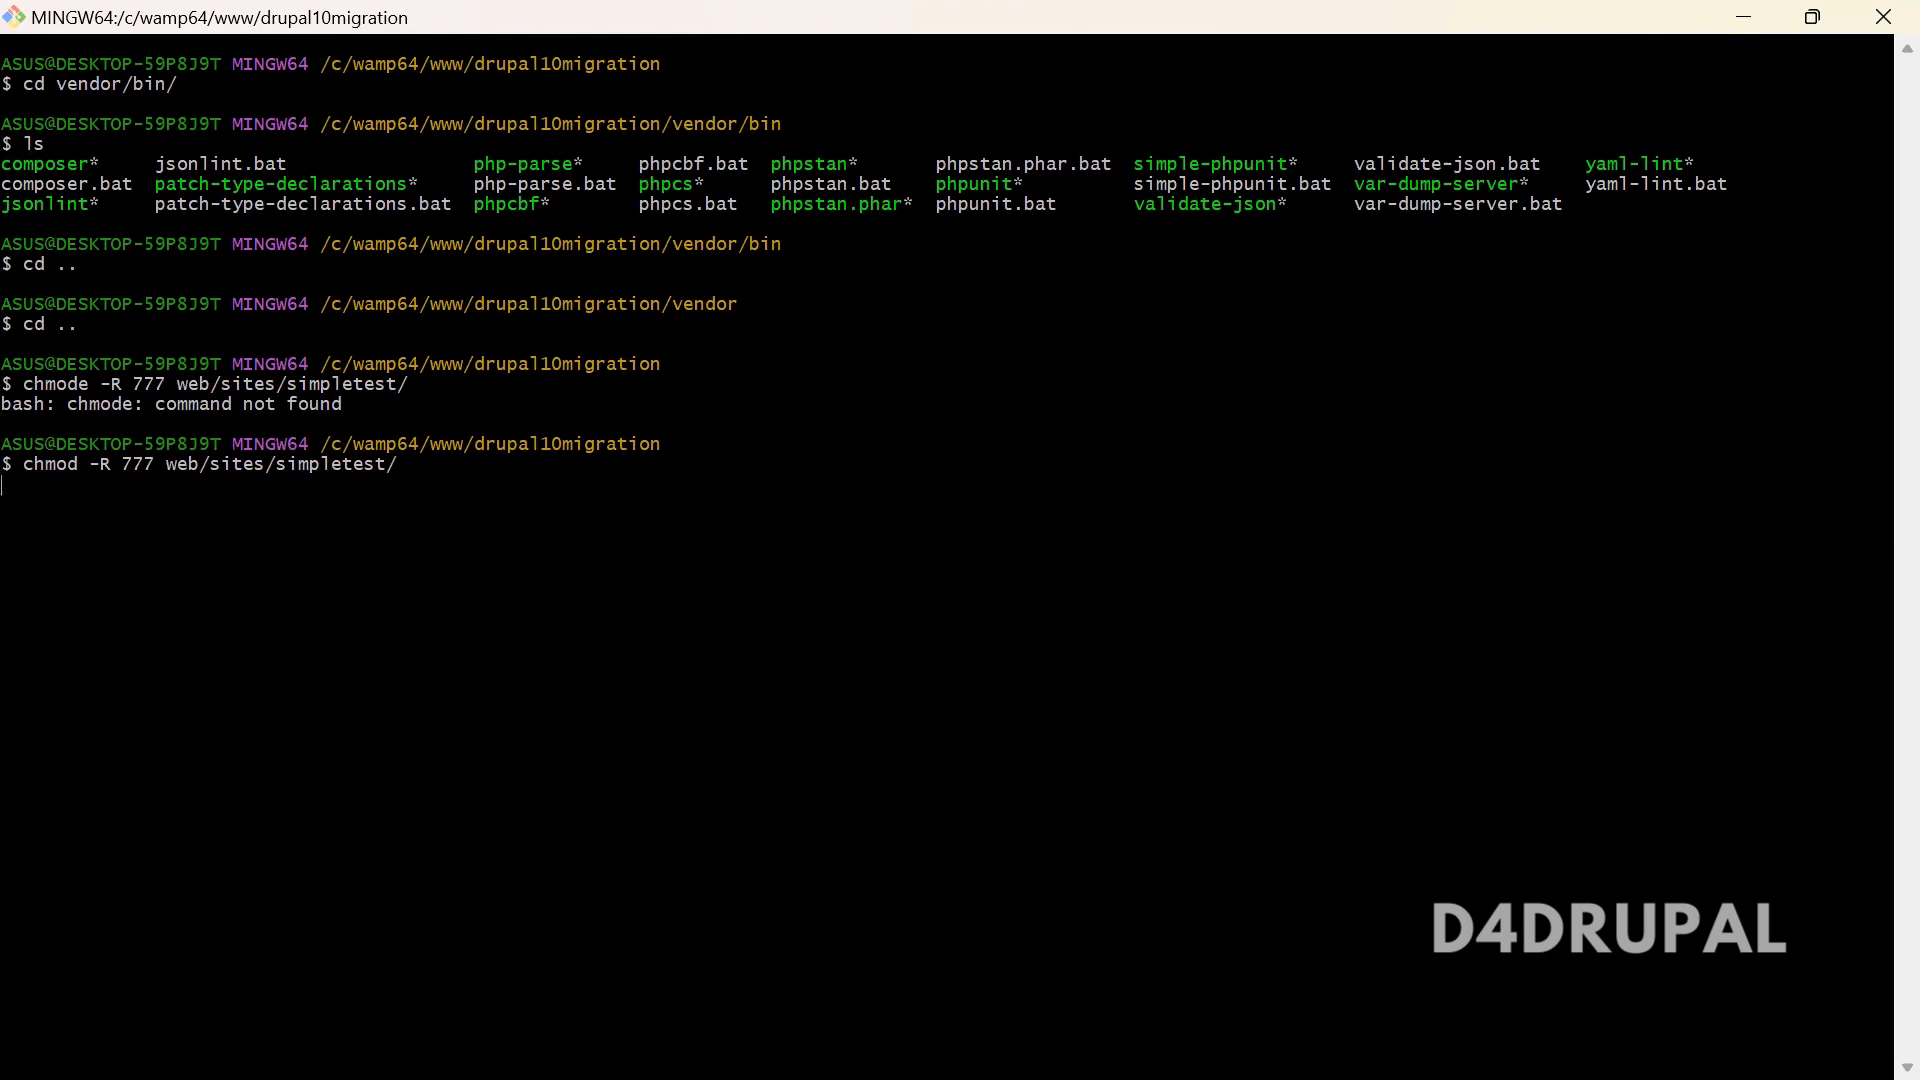 MINGW64:/c/wamp64/www/drupal10migration
ASUS@DESKTOP-59P8J9T MINGW64 /c/wamp64/www/drupal10migration
$ cd vendor/bin/
ASUS@DESKTOP-59P8J9T MINGW64 /c/wamp64/www/drupal10migration/vendor/bin
$ ls
composer* jsonlint.bat php-parse* phpcbf.bat phpstan* phpstan.phar.bat simple-phpunit* validate-json.bat yaml-lint*
composer.bat patch-type-declarations* php-parse.bat phpcs* phpstan.bat phpunit* simple-phpunit.bat var-dump-server* yaml-lint.bat
jsonlint* patch-type-declarations.bat phpcbf* phpcs.bat phpstan.phar* phpunit.bat validate-json* var-dump-server.bat
ASUS@DESKTOP-59P8J9T MINGW64 /c/wamp64/www/drupal10migration/vendor/bin
$ cd ..
ASUS@DESKTOP-59P8J9T MINGW64 /c/wamp64/www/drupal10migration/vendor
$ cd ..
ASUS@DESKTOP-59P8J9T MINGW64 /c/wamp64/www/drupal10migration
$ chmode -R 777 web/sites/simpletest/
bash: chmode: command not found
ASUS@DESKTOP-59P8J9T MINGW64 /c/wamp64/www/drupal10migration
$ chmod -R 777 web/sites/simpletest/
D4DRUPAL